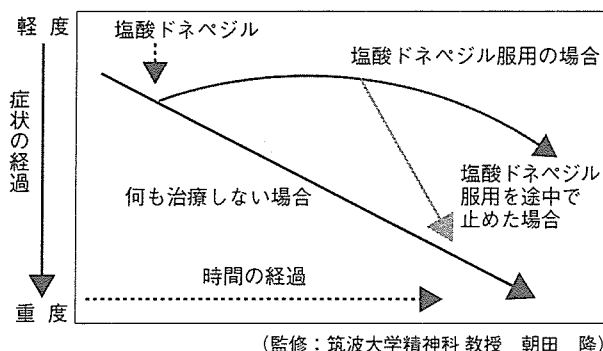 軽度
塩酸ドネペジル
塩酸ドネペジル服用の場合
症状の経過
何も治療しない場合
塩酸ドネペジル
服用を途中で
止めた場合
時間の経過
重度
（監修：筑波大学精神科 教授　朝田　隆）